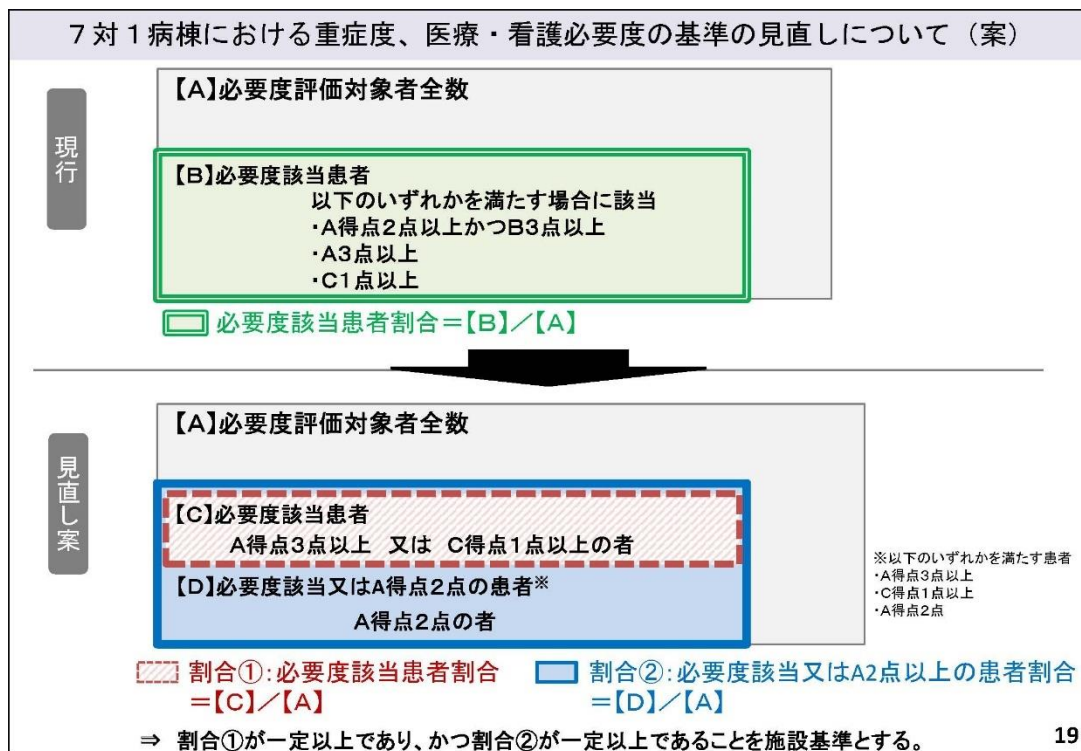 ７対１病棟における重症度、医療・看護必要度の基準の見直しについて（案）
現行
【A】必要度評価対象者全数
【B】必要度該当患者
以下のいずれかを満たす場合に該当
・A得点2点以上かつB3点以上
・A3点以上
・C1点以上
必要度該当患者割合＝【B】／【A】
見直し案
【A】必要度評価対象者全数
【C】必要度該当患者
A得点3点以上 又は C得点1点以上の者
【D】必要度該当又はA得点2点の患者※
A得点2点の者
※以下のいずれかを満たす患者
・A得点3点以上
・C得点1点以上
・A得点2点
割合①：必要度該当患者割合
＝【C】／【A】
割合②：必要度該当又はA2点以上の患者割合
＝【D】／【A】
⇒ 割合①が一定以上であり、かつ割合②が一定以上であることを施設基準とする。
19